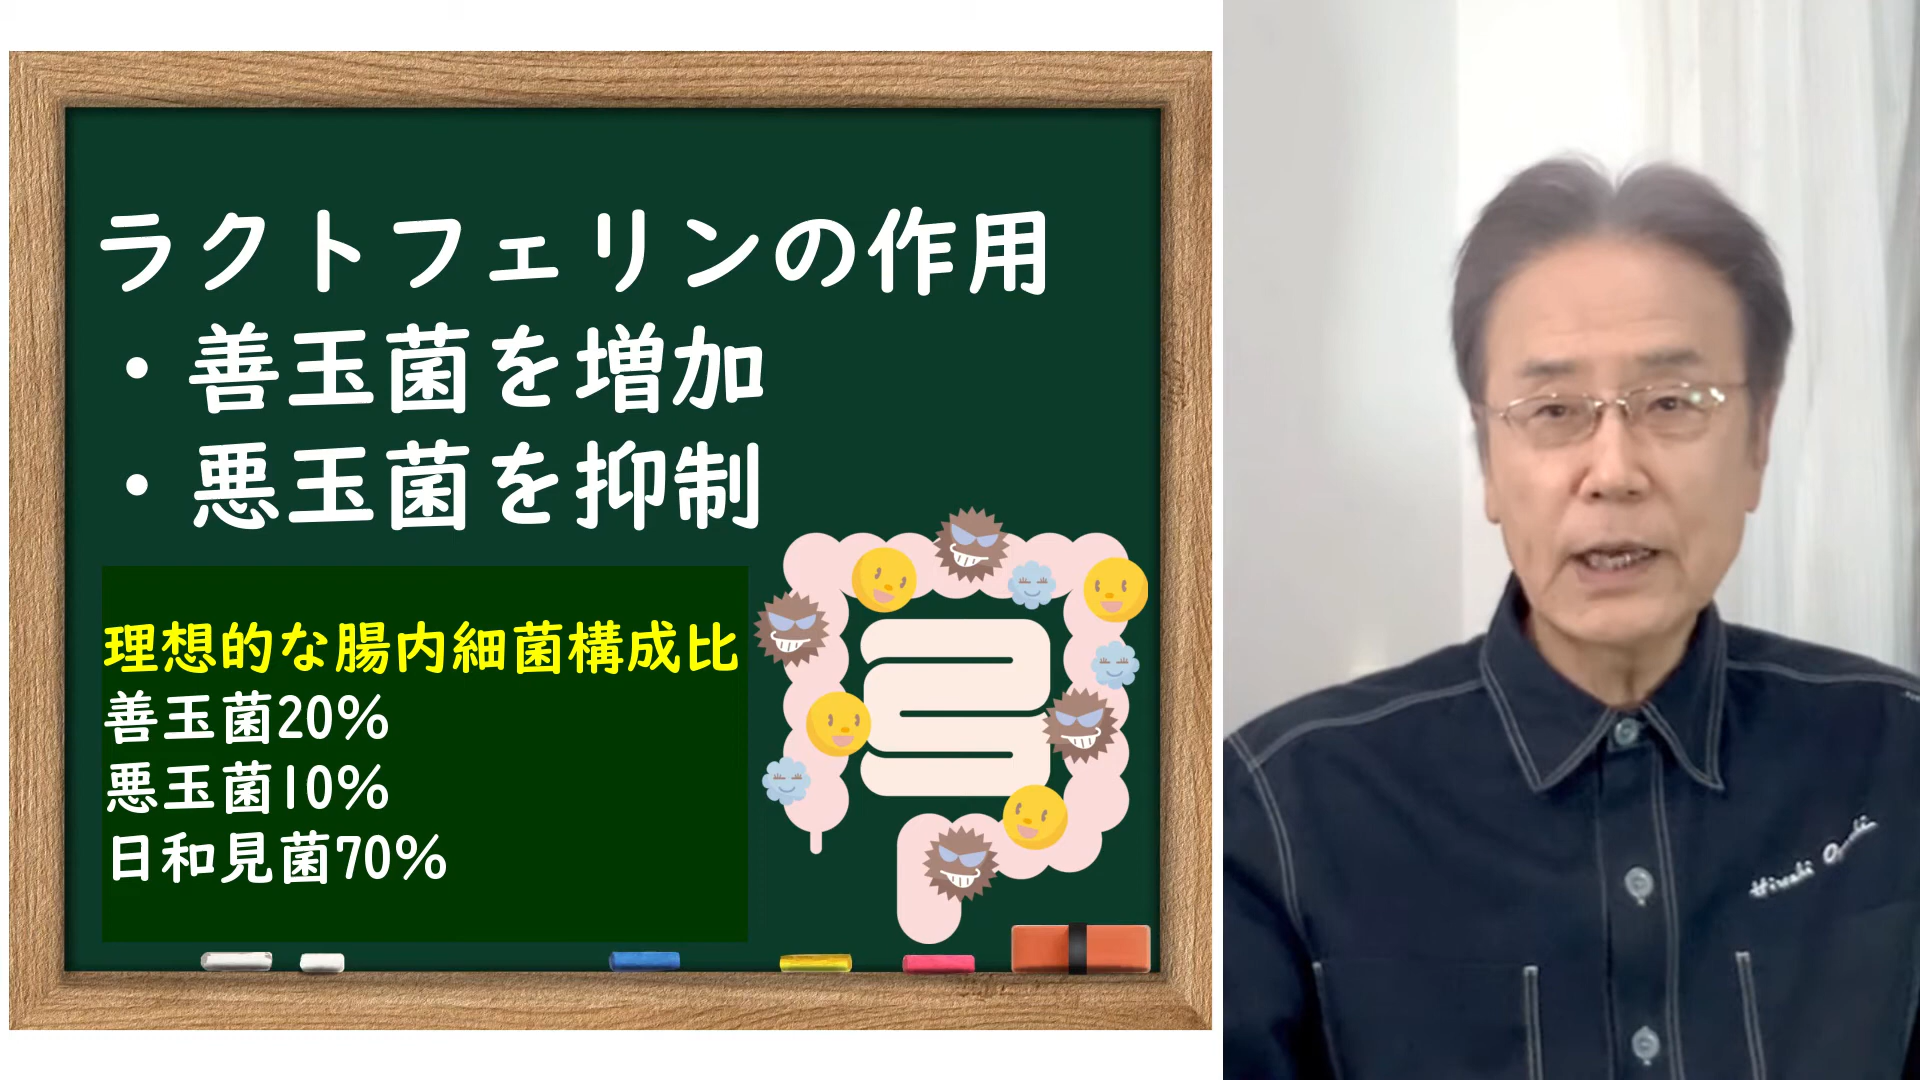 ラクトフェリンの作用
・善玉菌を増加
・悪玉菌を抑制
理想的な腸内細菌構成比
善玉菌20%
悪玉菌10%
日和見菌70%